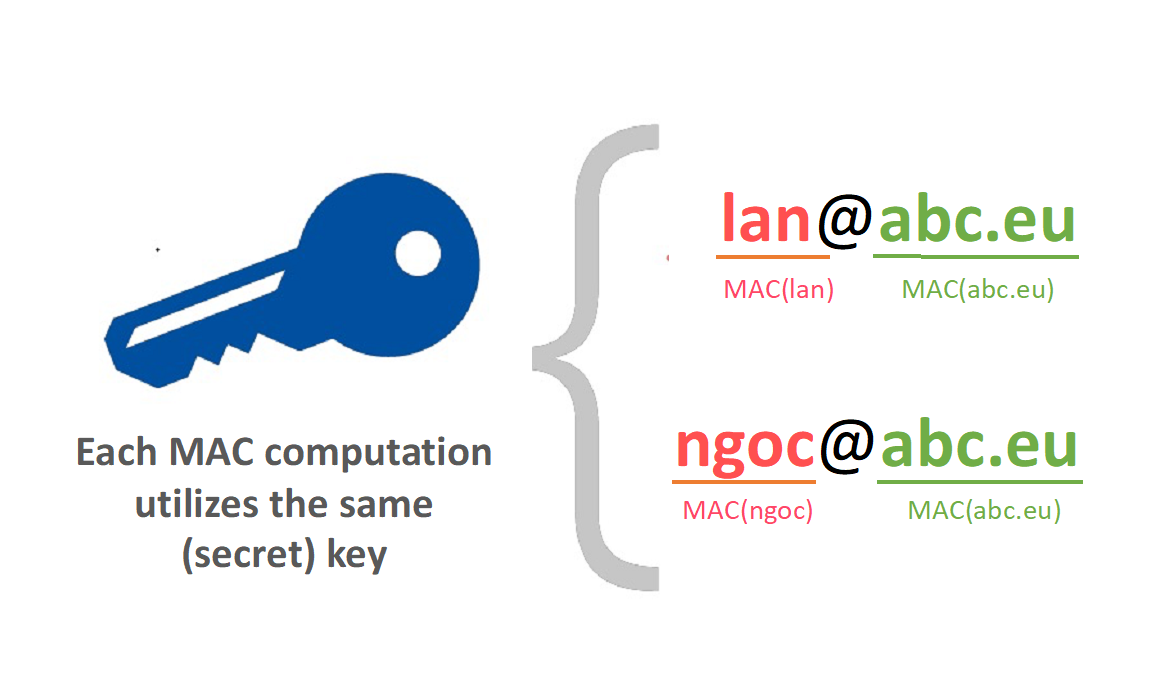 Each MAC computation
utilizes the same
(secret) key
lan@abc.eu
MAC(lan) MAC(abc.eu)
ngoc@abc.eu
MAC(ngoc) MAC(abc.eu)